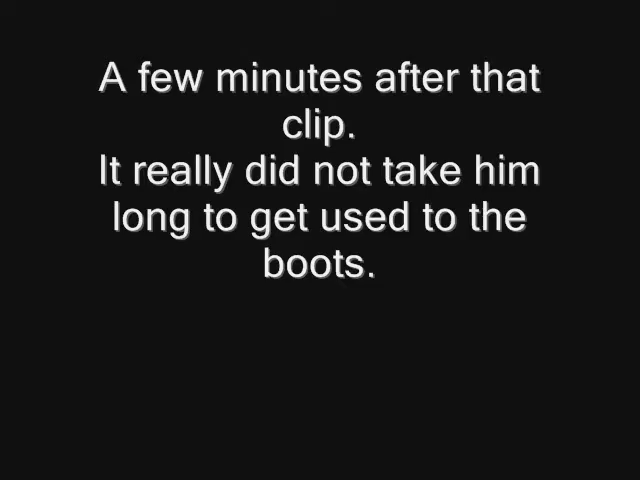 A few minutes after that
clip.
It really did not take him
long to get used to the
boots.